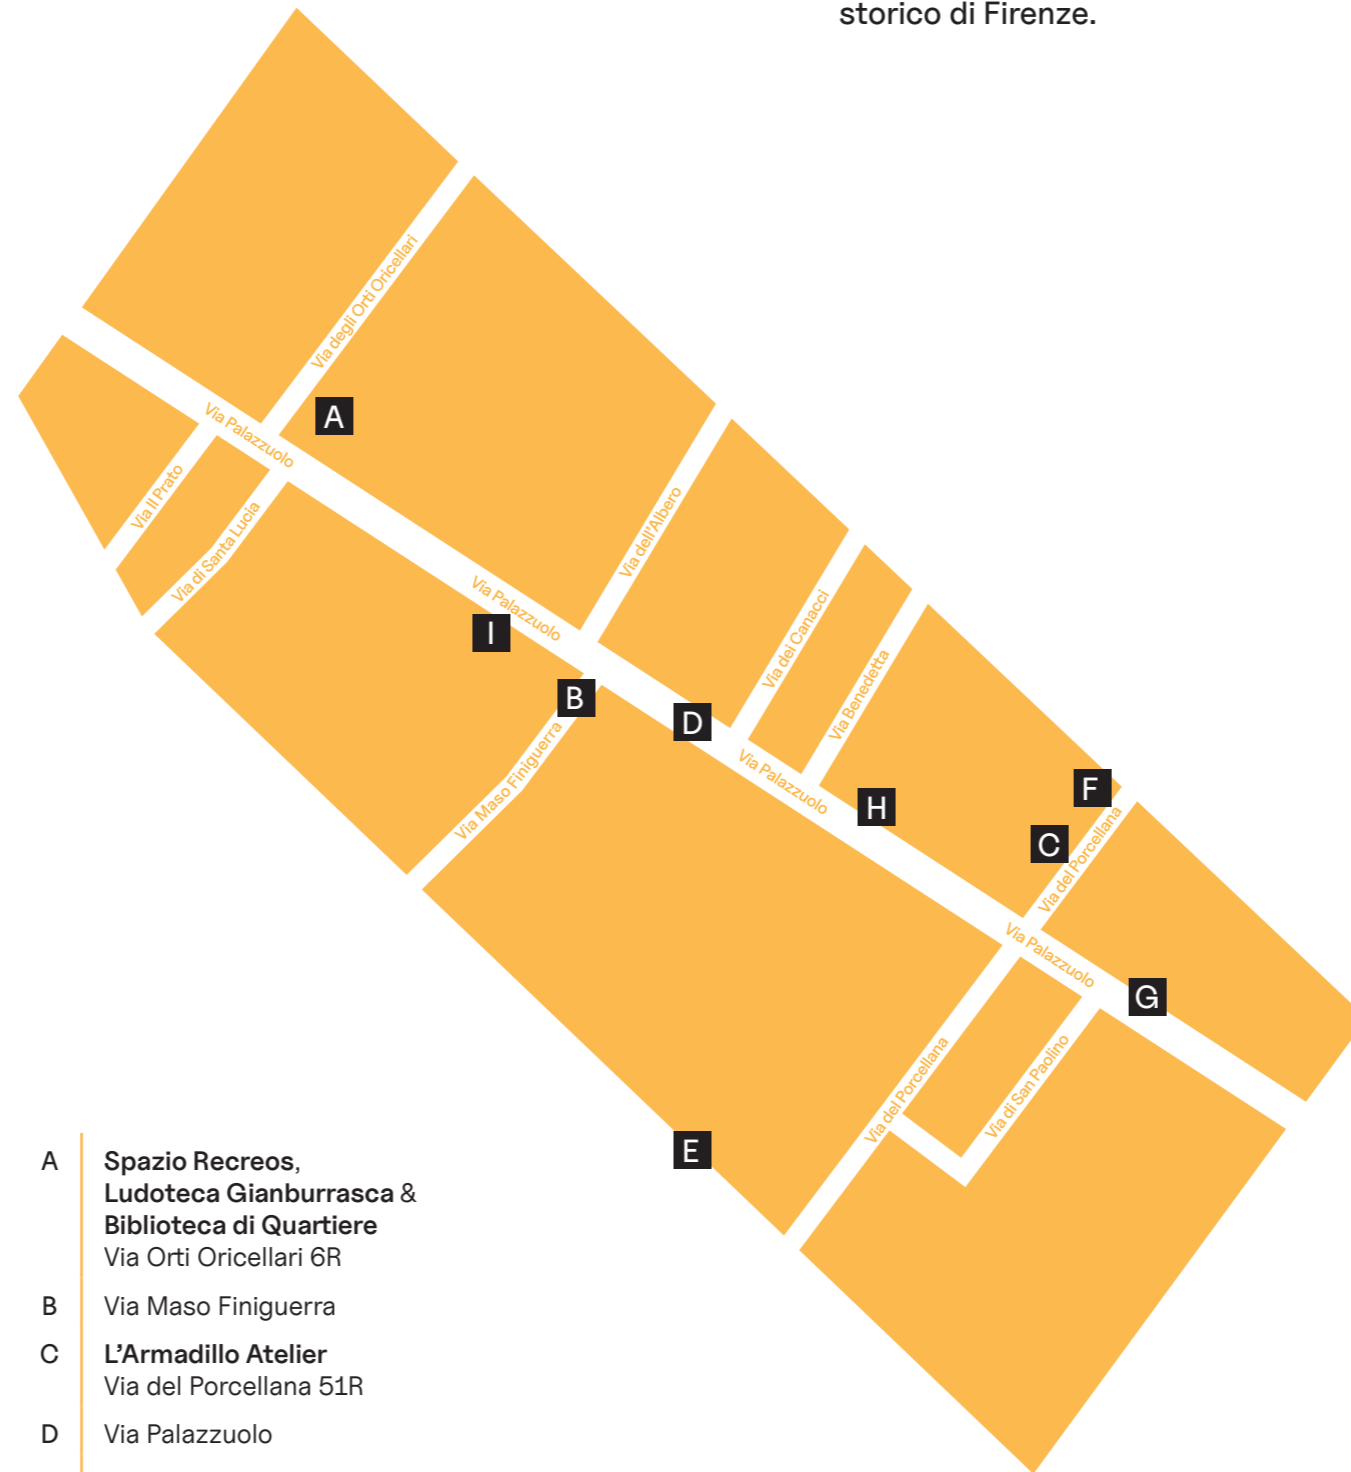 storico di Firenze.
Via degli Orti Oricellari
A
Via Palazzuolo
Via Il Prato
Via di Santa Lucia
Via dell'Albero
Via Palazzuolo
I
B
Via Maso Finiguerra
D
Via dei Canacci
Via Benedetta
Via Palazzuolo
H
F
C
Via del Porcellana
Via Palazzuolo
G
Via del Porcellana
Via di San Paolino
E
A Spazio Recreos,
Ludoteca Gianburrasca &
Biblioteca di Quartiere
Via Orti Oricellari 6R
B Via Maso Finiguerra
C L’Armadillo Atelier
Via del Porcellana 51R
D Via Palazzuolo